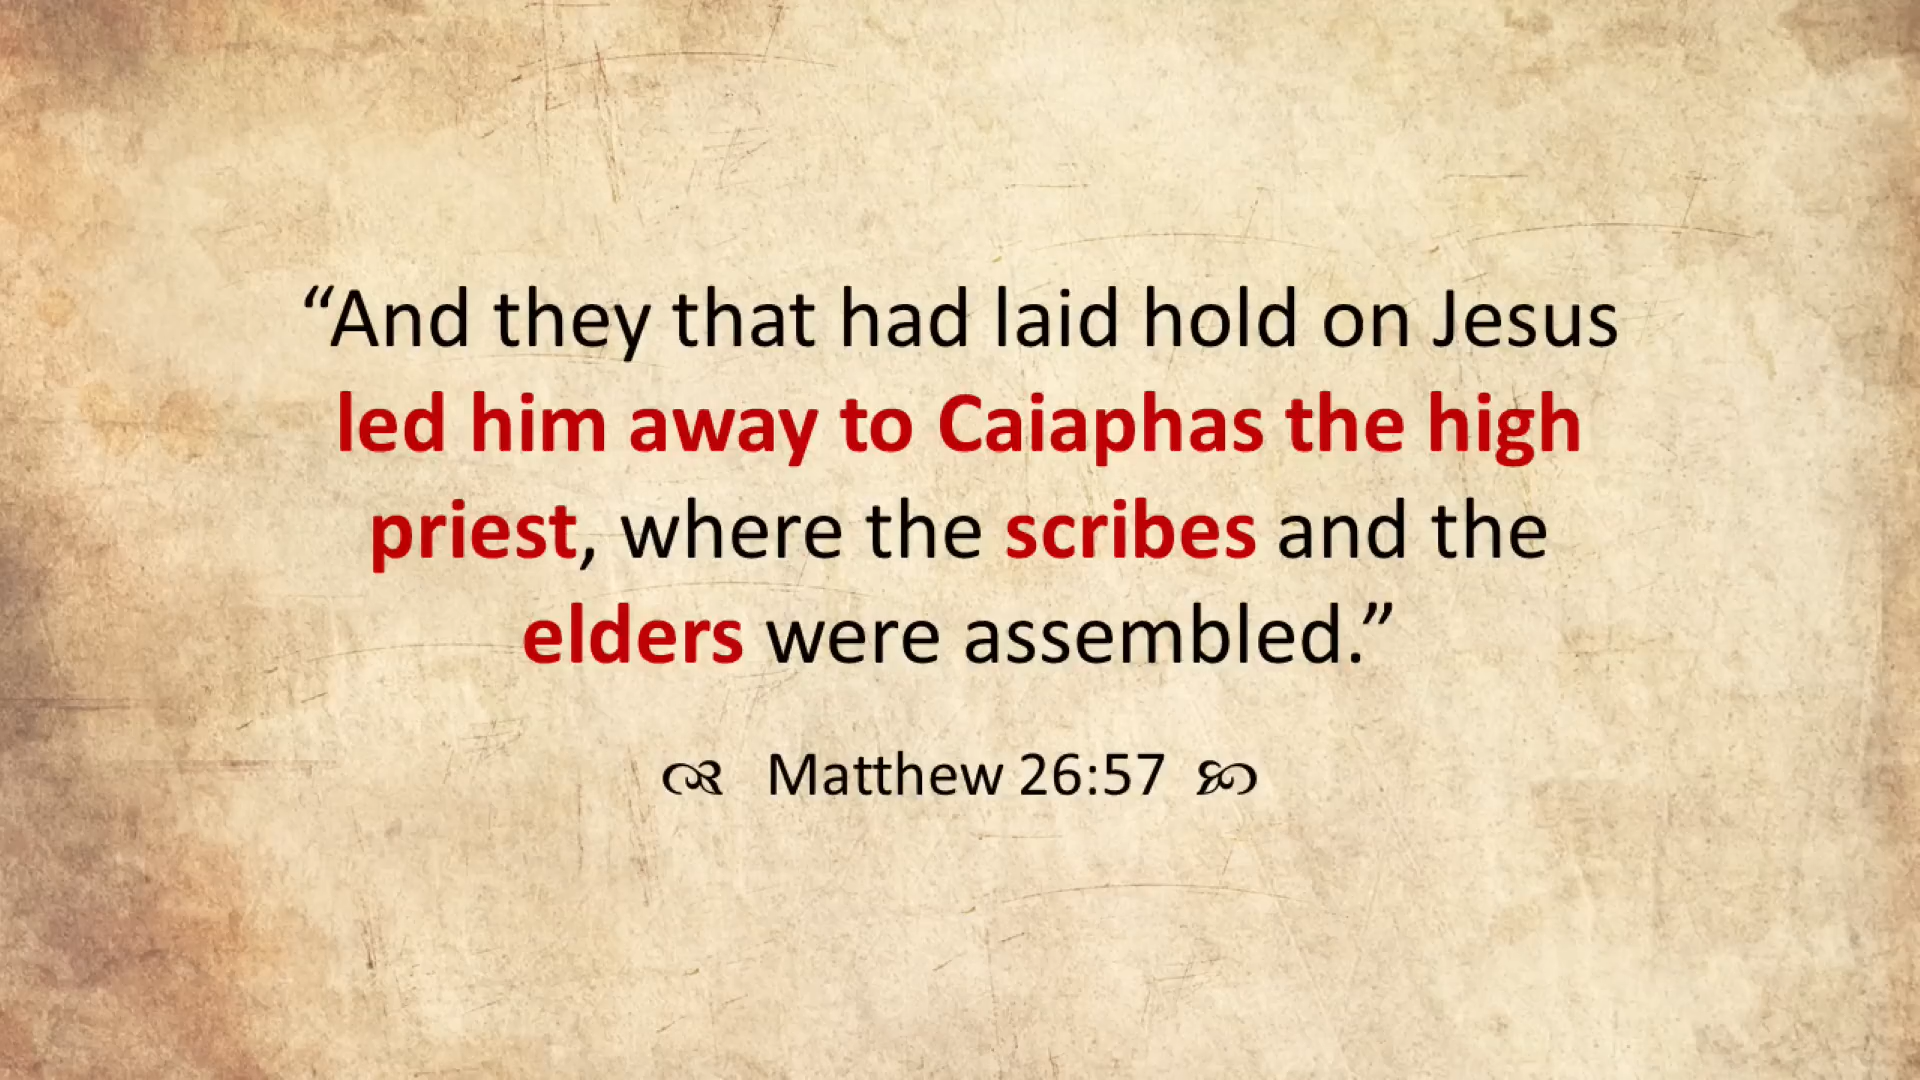 “And they that had laid hold on Jesus
led him away to Caiaphas the high
priest, where the scribes and the
elders were assembled.”
Matthew 26:57